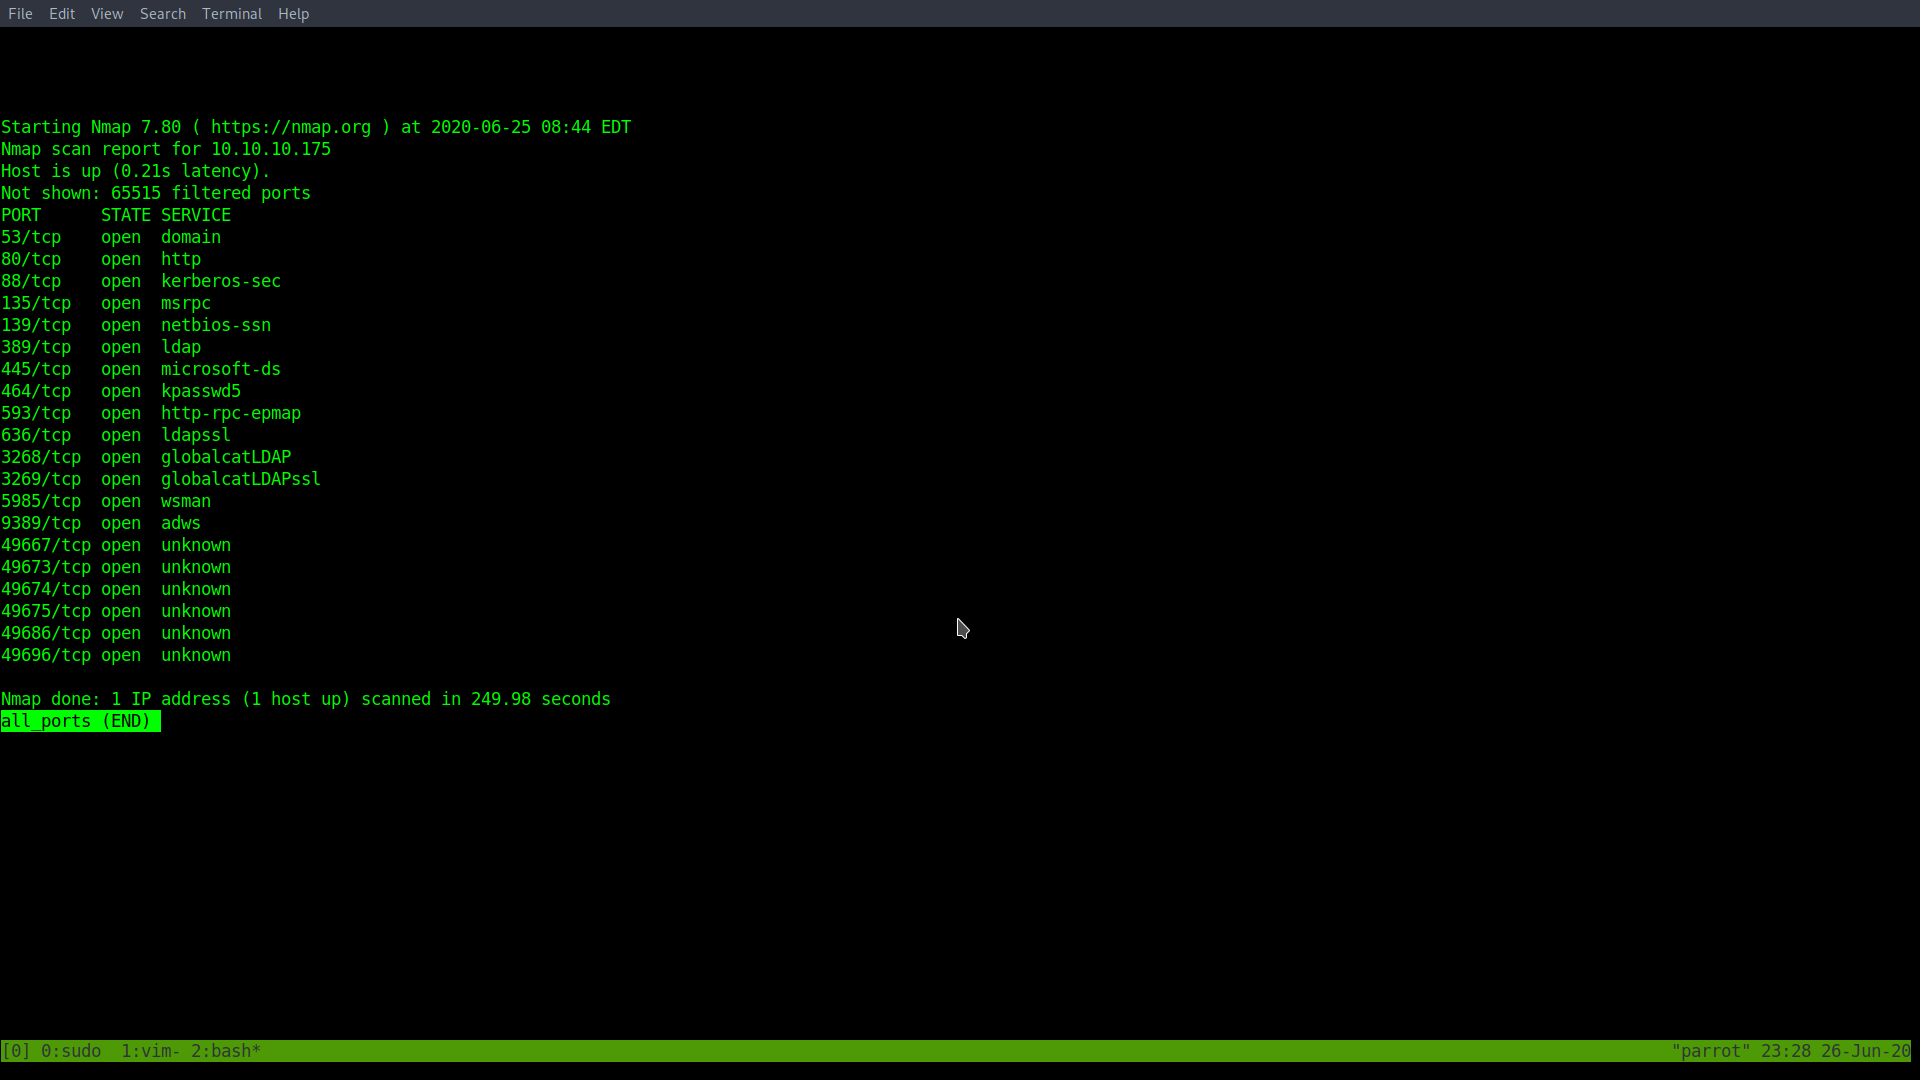 File Edit View Search Terminal Help
Starting Nmap 7.80 ( https://nmap.org ) at 2020-06-25 08:44 EDT
Nmap scan report for 10.10.10.175
Host is up (0.21s latency).
Not shown: 65515 filtered ports
PORT      STATE SERVICE
53/tcp    open  domain
80/tcp    open  http
88/tcp    open  kerberos-sec
135/tcp   open  msrpc
139/tcp   open  netbios-ssn
389/tcp   open  ldap
445/tcp   open  microsoft-ds
464/tcp   open  kpasswd5
593/tcp   open  http-rpc-epmap
636/tcp   open  ldapssl
3268/tcp  open  globalcatLDAP
3269/tcp  open  globalcatLDAPssl
5985/tcp  open  wsman
9389/tcp  open  adws
49667/tcp open  unknown
49673/tcp open  unknown
49674/tcp open  unknown
49675/tcp open  unknown
49686/tcp open  unknown
49696/tcp open  unknown
Nmap done: 1 IP address (1 host up) scanned in 249.98 seconds
all_ports (END)
[0] 0:sudo  1:vim- 2:bash* "parrot" 23:28 26-Jun-20